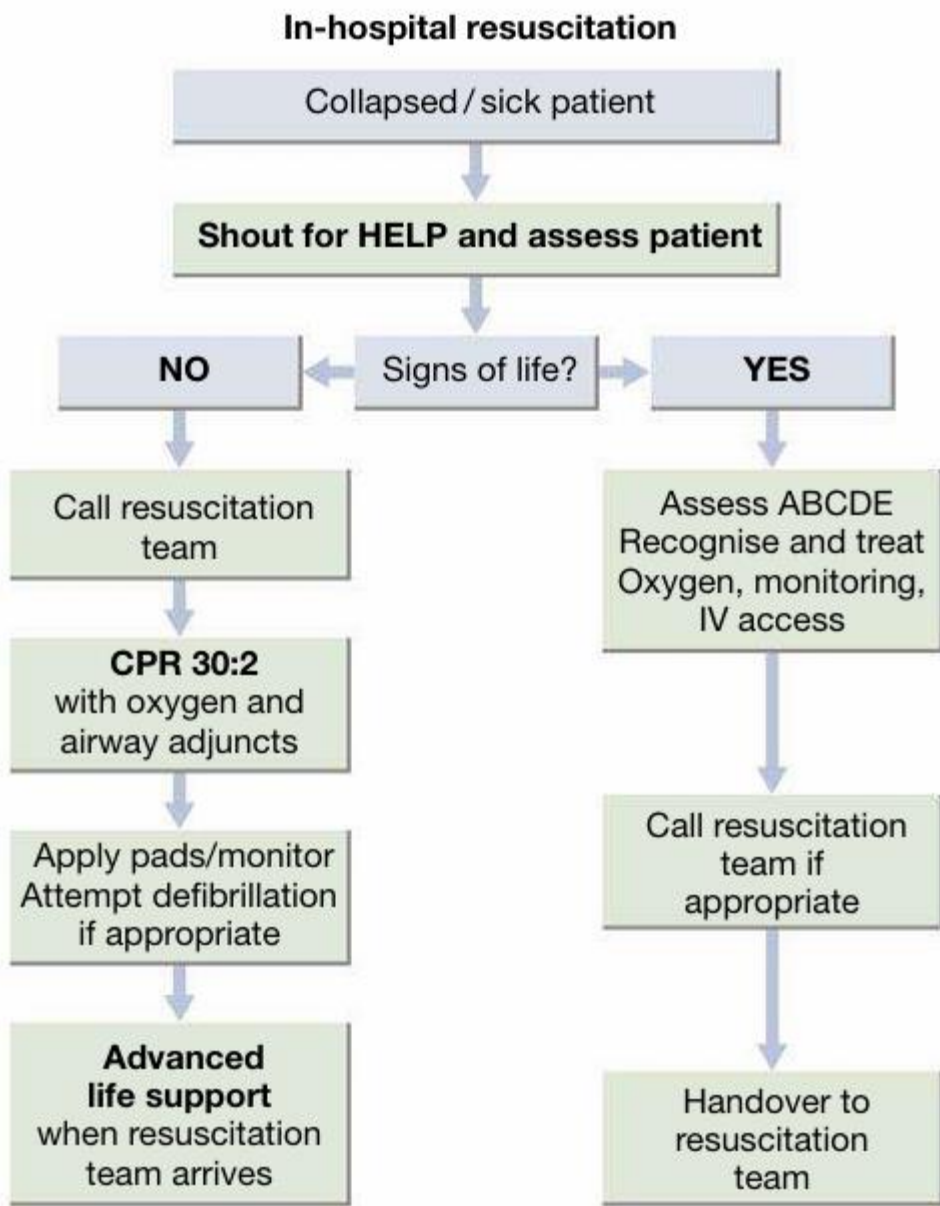 In-hospital resuscitation
Collapsed / sick patient
Shout for HELP and assess patient
NO
Signs of life?
YES
Call resuscitation
team
CPR 30:2
with oxygen and
airway adjuncts
Apply pads/monitor
Attempt defibrillation
if appropriate
Advanced
life support
when resuscitation
team arrives
Assess ABCDE
Recognise and treat
Oxygen, monitoring,
IV access
Call resuscitation
team if
appropriate
Handover to
resuscitation
team